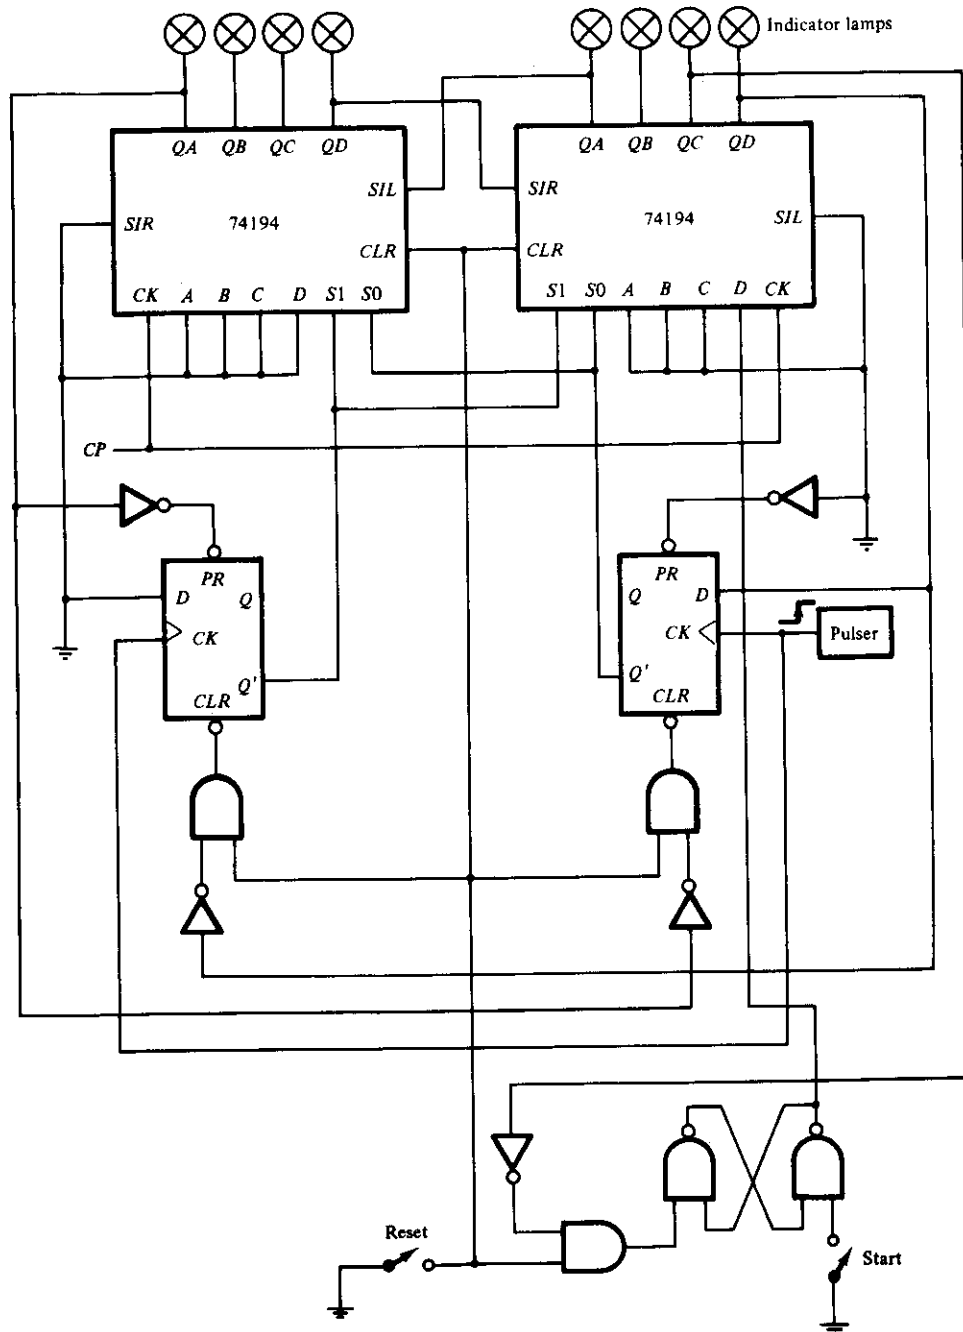 Indicator lamps
QA QB QC QD
QA QB QC QD
SIL
SIR
SIR
74194
74194
SIL
CLR
CLR
CK A B C D S1 S0
S1 S0 A B C D CK
CP
PR
D
Q
CK
Q'
CLR
PR
Q
D
CK
Q'
CLR
Pulser
Reset
Start